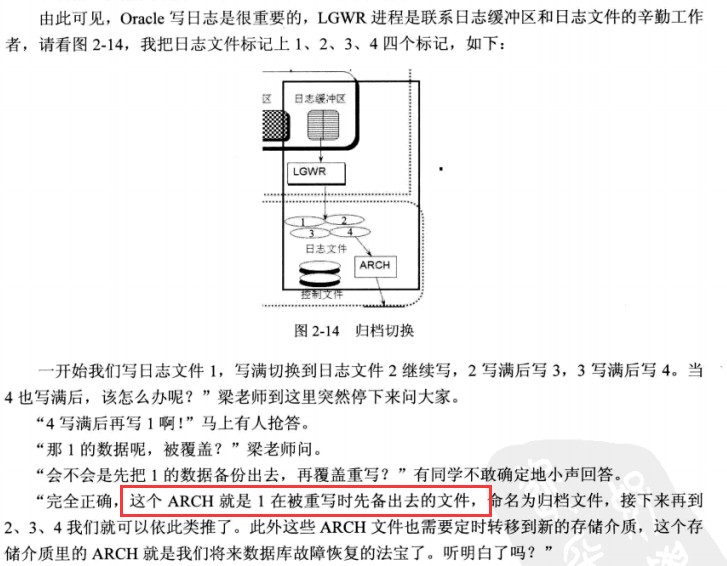 由此可见，Oracle 写日志是很重要的，LGWR 进程是联系日志缓冲区和日志文件的辛勤工作
者，请看图 2-14，我把日志文件标记上 1、2、3、4 四个标记，如下：
区 日志缓冲区
LGWR
1 2
3 4
日志文件
ARCH
控制文件
图 2-14 归档切换
一开始我们写日志文件 1，写满切换到日志文件 2 继续写，2 写满后写 3，3 写满后写 4。当
4 也写满后，该怎么办呢？”梁老师到这里突然停下来问大家。
“4 写满后再写 1 啊！”马上有人抢答。
“那 1 的数据呢，被覆盖？”梁老师问。
“会不会是先把 1 的数据备份出去，再覆盖重写？”有同学不敢确定地小声回答。
“完全正确，这个 ARCH 就是 1 在被重写时先备出去的文件，命名为归档文件，接下来再到
2、3、4 我们就可以依此类推了。此外这些 ARCH 文件也需要定时转移到新的存储介质，这个存
储介质里的 ARCH 就是我们将来数据库故障恢复的法宝了。听明白了吗？”